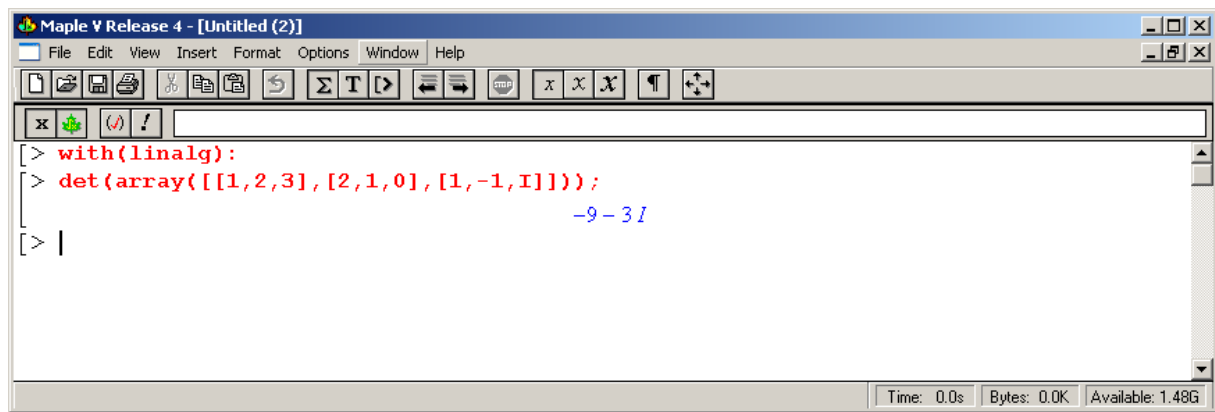 Maple V Release 4 - [Untitled (2)]
File Edit View Insert Format Options Window Help
Σ T [> STOP x x x ¶
x (√) !
[> with(linalg):
[> det(array([[1,2,3],[2,1,0],[1,-1,I]]));
−9 − 3 I
[>
Time: 0.0s Bytes: 0.0K Available: 1.48G